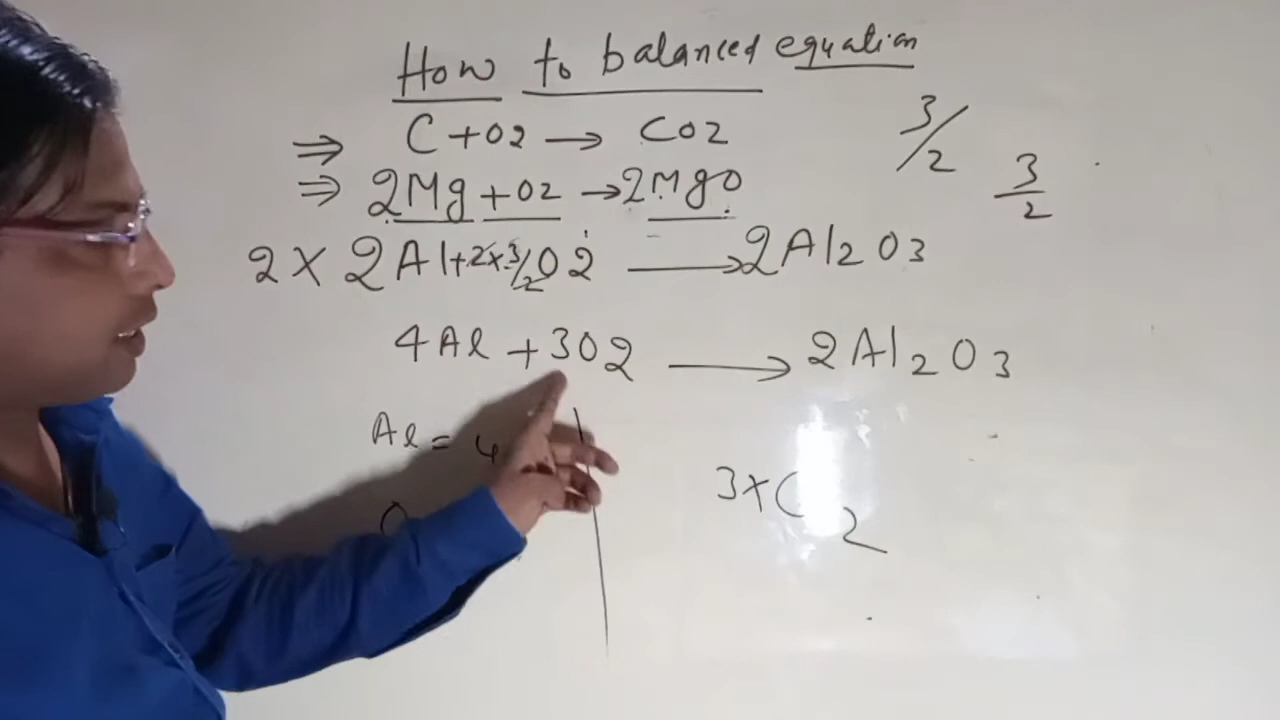 How to balanced equation
⇒ C + O2 → CO2
3/2
⇒ 2Mg + O2 → 2MgO
3/2
2 × 2Al + 2×3/2 O2 → 2Al2O3
4Al + 3O2 → 2Al2O3
Al = 4
3×O2